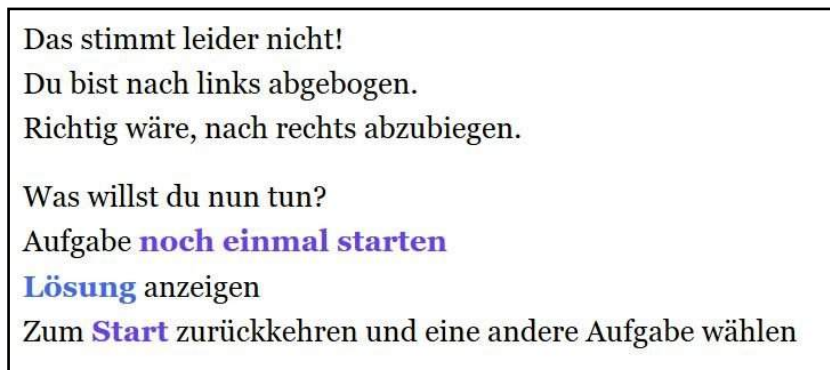 Das stimmt leider nicht!
Du bist nach links abgebogen.
Richtig wäre, nach rechts abzubiegen.
Was willst du nun tun?
Aufgabe noch einmal starten
Lösung anzeigen
Zum Start zurückkehren und eine andere Aufgabe wählen